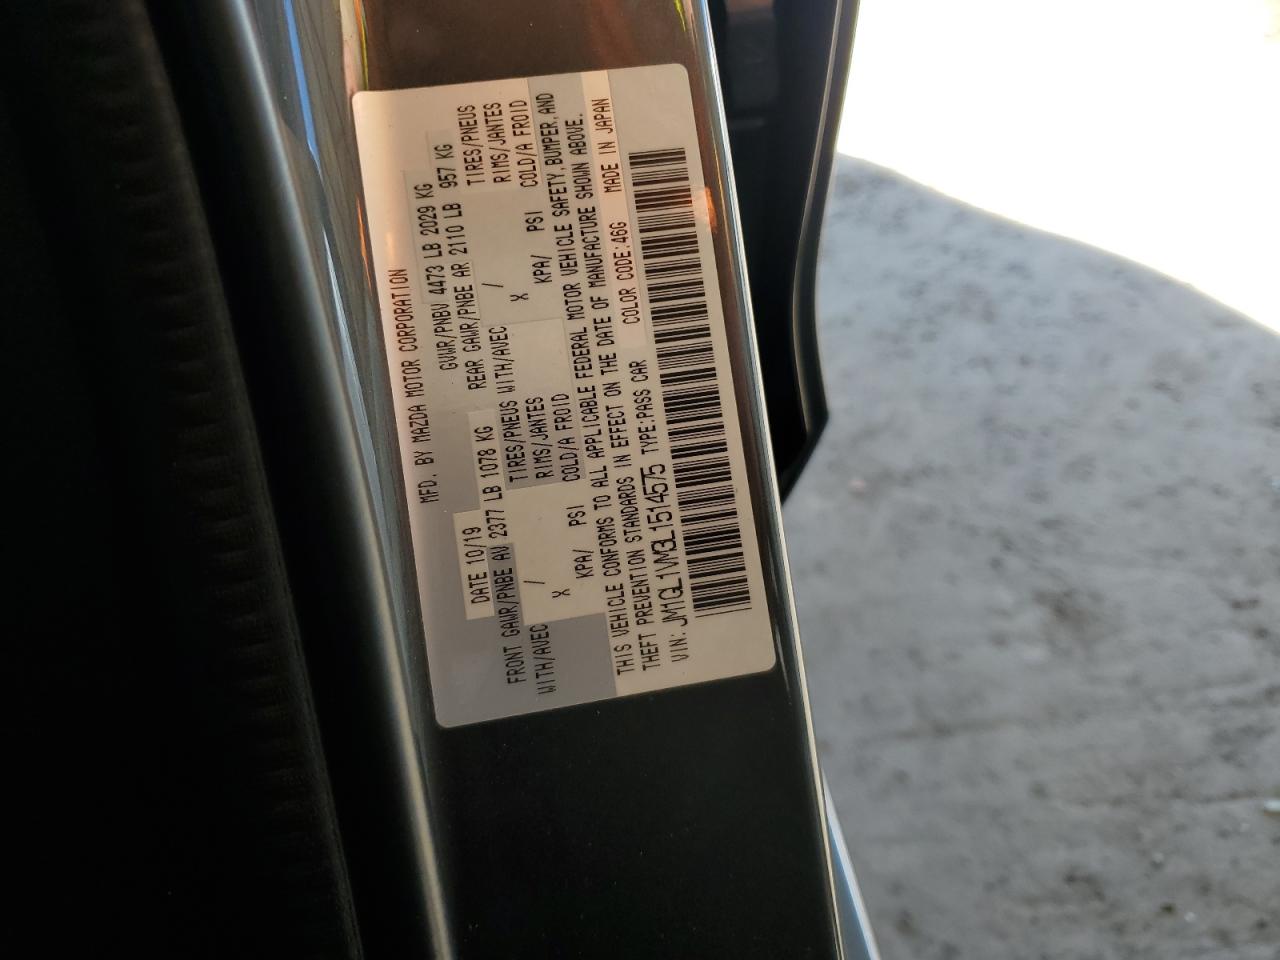 MFD. BY MAZDA MOTOR CORPORATION
DATE 10/19 GVWR/PNBV 4473 LB 2029 KG
FRONT GAWR/PNBE AV 2377 LB 1078 KG REAR GAWR/PNBE AR 2110 LB 957 KG
WITH/AVEC / TIRES/PNEUS WITH/AVEC / TIRES/PNEUS
X RIMS/JANTES X RIMS/JANTES
KPA/ PSI COLD/A FROID KPA/ PSI COLD/A FROID
THIS VEHICLE CONFORMS TO ALL APPLICABLE FEDERAL MOTOR VEHICLE SAFETY, BUMPER, AND
THEFT PREVENTION STANDARDS IN EFFECT ON THE DATE OF MANUFACTURE SHOWN ABOVE.
VIN: JM1GL1VM3L1514575 TYPE:PASS CAR COLOR CODE:46G MADE IN JAPAN